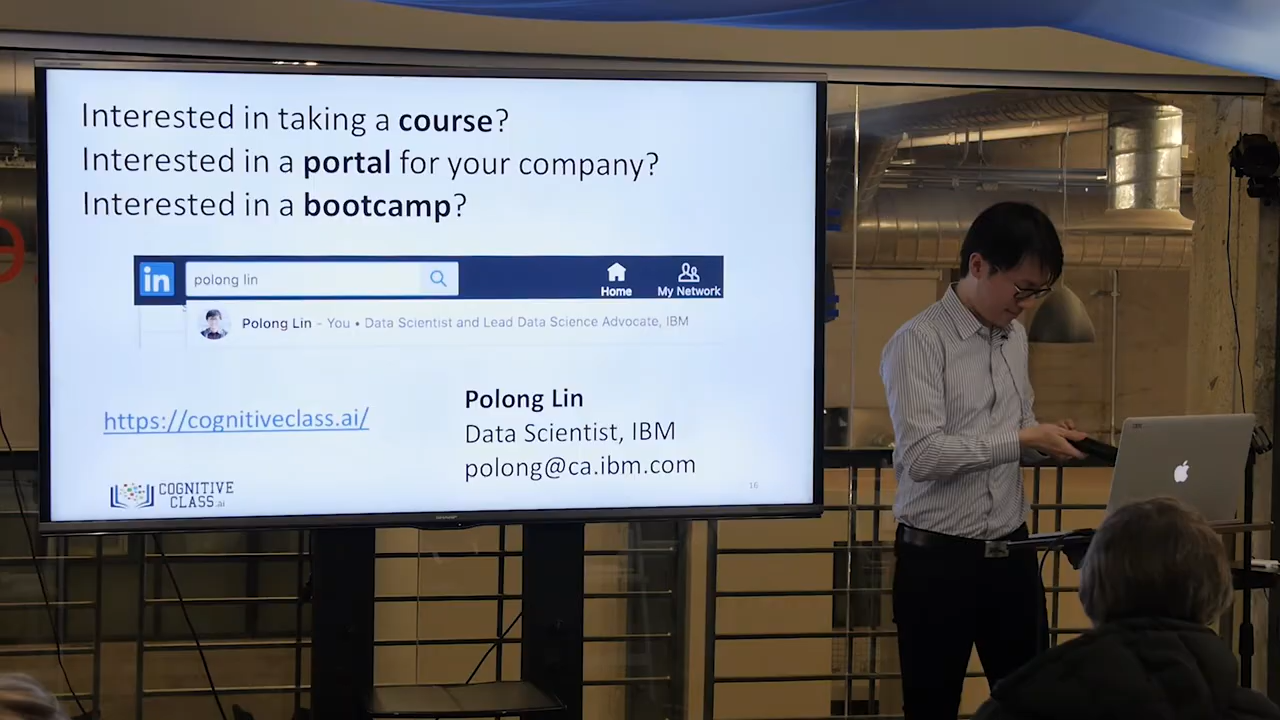 Interested in taking a course?
Interested in a portal for your company?
Interested in a bootcamp?
in
polong lin
Home
My Network
Polong Lin - You • Data Scientist and Lead Data Science Advocate, IBM
https://cognitiveclass.ai/
Polong Lin
Data Scientist, IBM
polong@ca.ibm.com
COGNITIVE
CLASS.ai
16